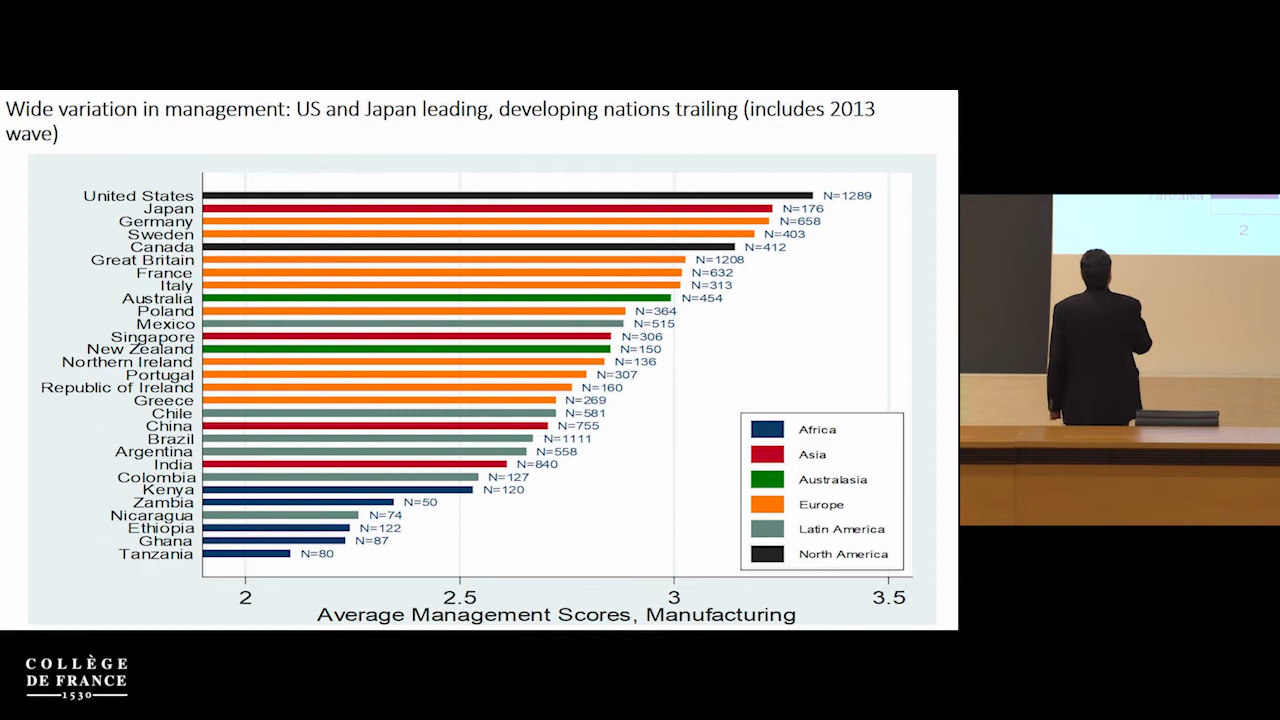 Wide variation in management: US and Japan leading, developing nations trailing (includes 2013
wave)
United States N=1289
Japan N=176
Germany N=658
Sweden N=403
Canada N=412
Great Britain N=1208
France N=632
Italy N=313
Australia N=454
Poland N=364
Mexico N=515
Singapore N=306
New Zealand N=150
Northern Ireland N=136
Portugal N=307
Republic of Ireland N=160
Greece N=269
Chile N=581
China N=755
Brazil N=1111
Argentina N=558
India N=840
Colombia N=127
Kenya N=120
Zambia N=50
Nicaragua N=74
Ethiopia N=122
Ghana N=87
Tanzania N=80
Africa
Asia
Australasia
Europe
Latin America
North America
2 2.5 3 3.5
Average Management Scores, Manufacturing
Tanzania
2
COLLÈGE
DE FRANCE
1530